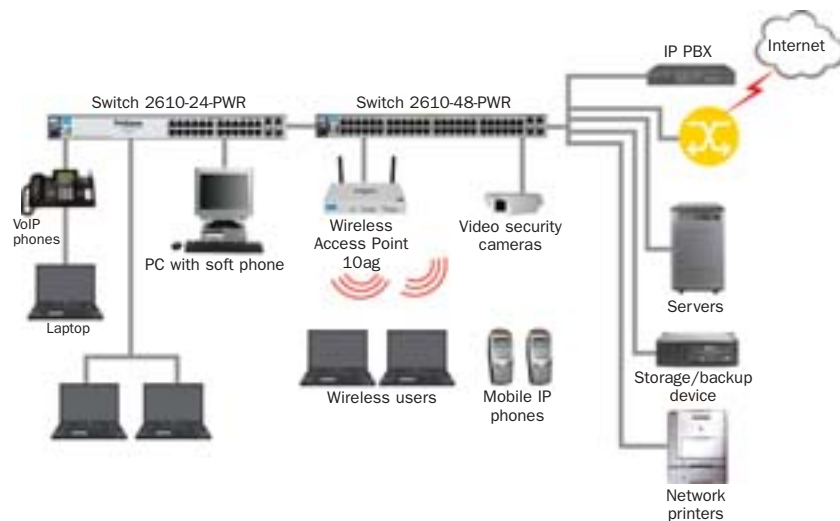 IP PBX
Internet
Switch 2610-24-PWR
Switch 2610-48-PWR
VoIP
phones
PC with soft phone
Wireless
Access Point
10ag
Video security
cameras
Laptop
Servers
Wireless users
Mobile IP
phones
Storage/backup
device
Network
printers